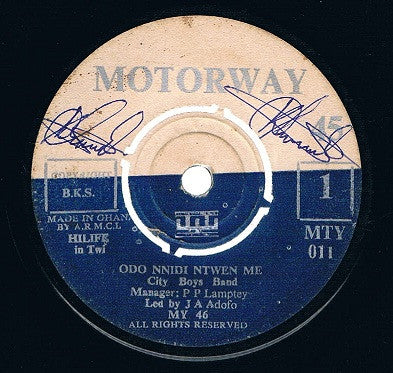 MOTORWAY
45
COPYRIGHT
B.K.S.
1
MADE IN GHANA
BY A.R.M.C.L
HILIFE
in Twi
MTY
011
ODO NNIDI NTWEN ME
City Boys Band
Manager; P P Lamptey
Led by J A Adofo
MY 46
ALL RIGHTS RESERVED